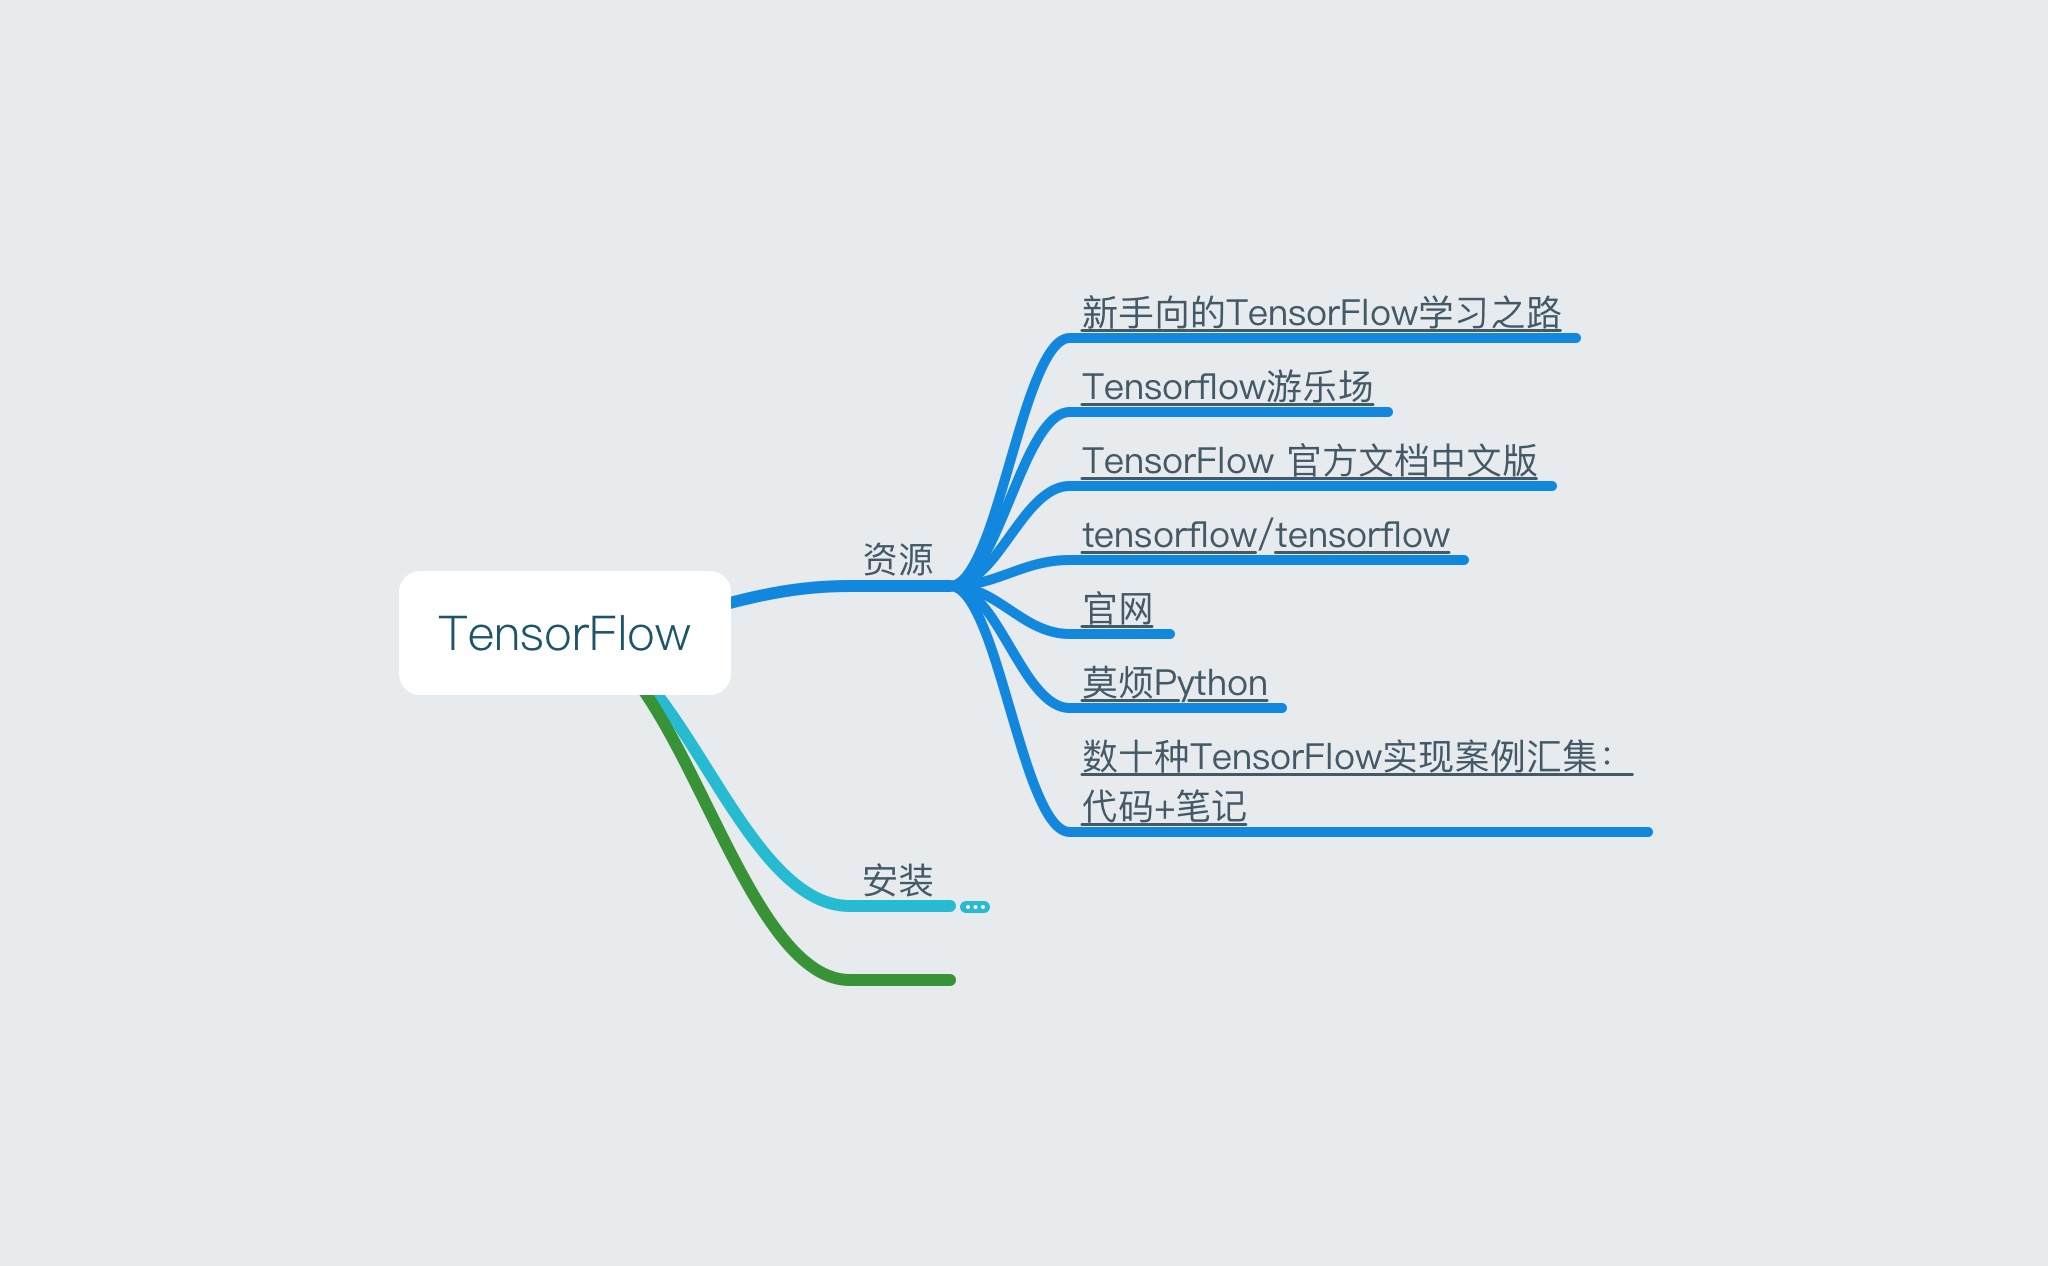 TensorFlow
资源
新手向的TensorFlow学习之路
Tensorflow游乐场
TensorFlow 官方文档中文版
tensorflow/tensorflow
官网
莫烦Python
数十种TensorFlow实现案例汇集：
代码+笔记
安装